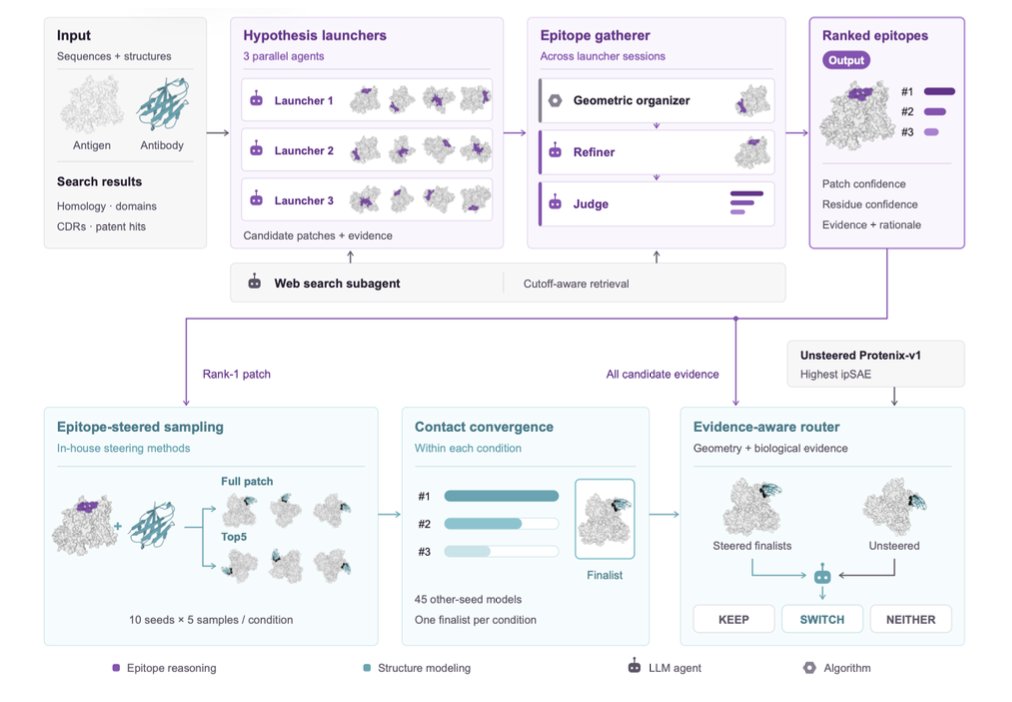 Input
Sequences + structures
Antigen
Antibody
Search results
Homology · domains
CDRs · patent hits
Hypothesis launchers
3 parallel agents
Launcher 1
Launcher 2
Launcher 3
Candidate patches + evidence
Epitope gatherer
Across launcher sessions
Geometric organizer
Refiner
Judge
Ranked epitopes
Output
#1
#2
#3
Patch confidence
Residue confidence
Evidence + rationale
Web search subagent
Cutoff-aware retrieval
Rank-1 patch
All candidate evidence
Unsteered Protenix-v1
Highest ipSAE
Epitope-steered sampling
In-house steering methods
Full patch
+
Top5
10 seeds × 5 samples / condition
Contact convergence
Within each condition
#1
#2
#3
Finalist
45 other-seed models
One finalist per condition
Evidence-aware router
Geometry + biological evidence
Steered finalists
Unsteered
KEEP
SWITCH
NEITHER
Epitope reasoning
Structure modeling
LLM agent
Algorithm